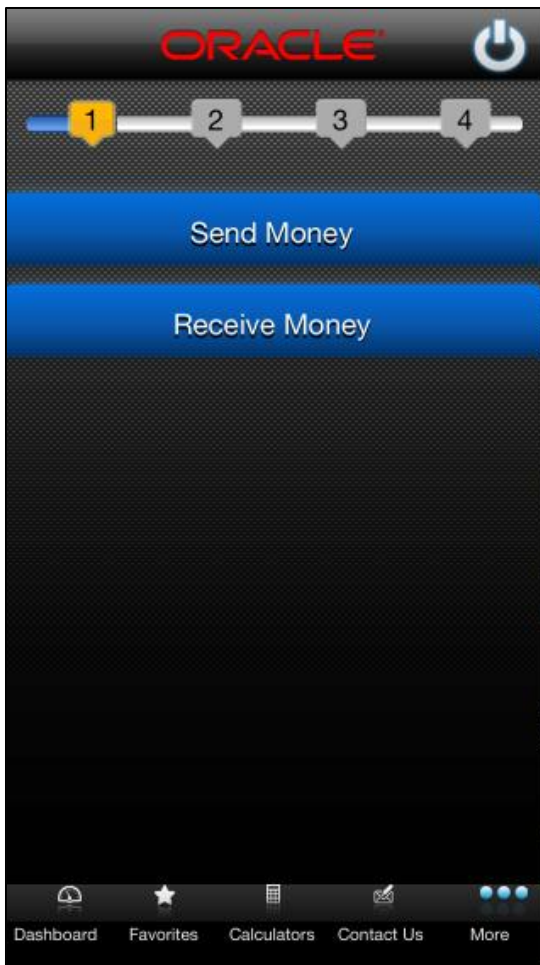 ORACLE
1 2 3 4
Send Money
Receive Money
Dashboard Favorites Calculators Contact Us More